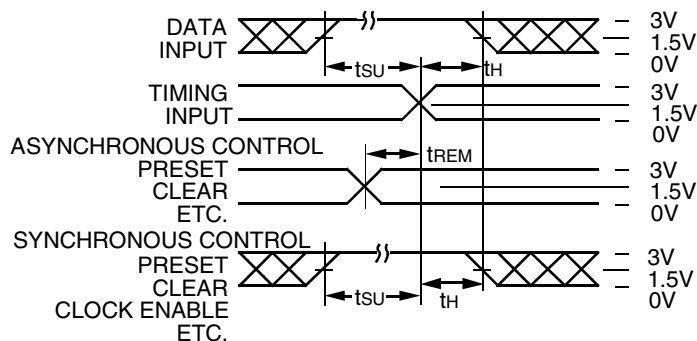 DATA
INPUT
3V
1.5V
0V
tSU
tH
TIMING
INPUT
3V
1.5V
0V
ASYNCHRONOUS CONTROL
PRESET
CLEAR
ETC.
tREM
3V
1.5V
0V
SYNCHRONOUS CONTROL
PRESET
CLEAR
CLOCK ENABLE
ETC.
tSU
tH
3V
1.5V
0V